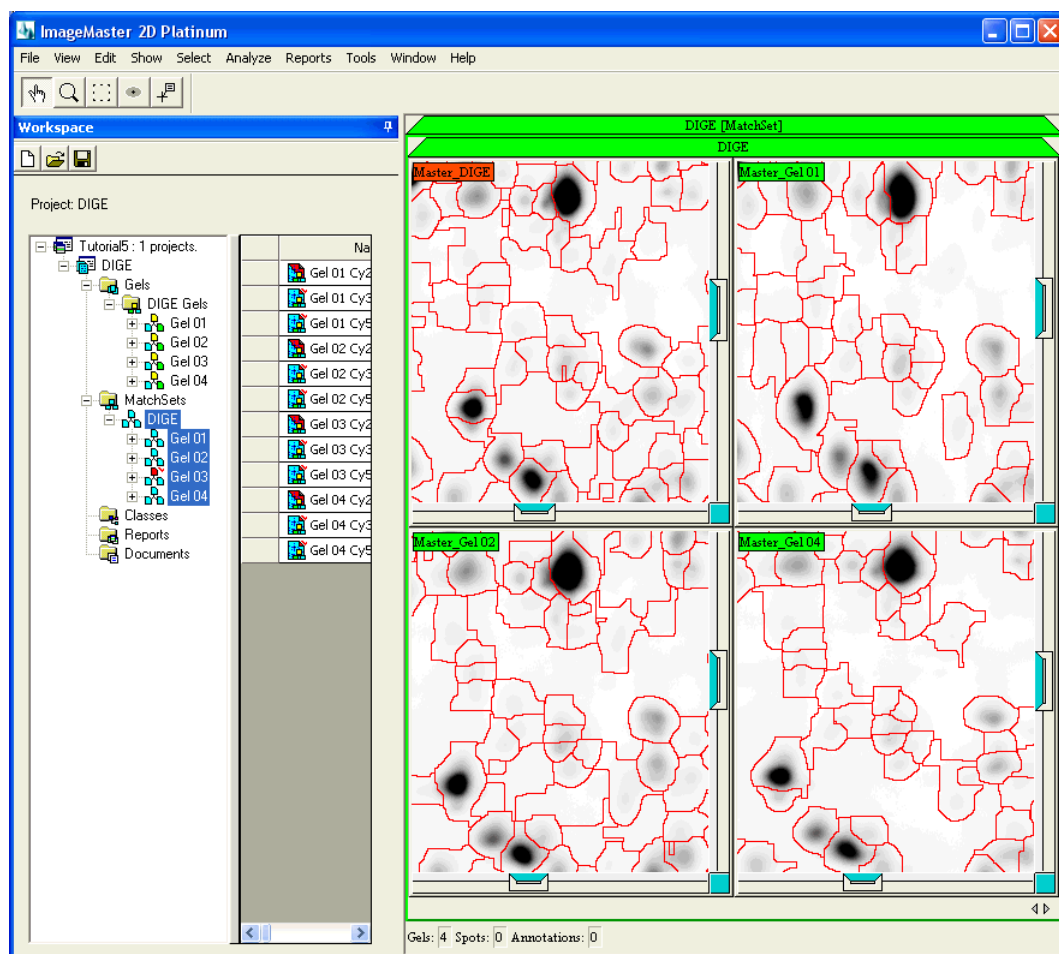 ImageMaster 2D Platinum
File View Edit Show Select Analyze Reports Tools Window Help
Workspace
Project: DIGE
Tutorial5 : 1 projects.
DIGE
Gels
DIGE Gels
Gel 01
Gel 02
Gel 03
Gel 04
MatchSets
DIGE
Gel 01
Gel 02
Gel 03
Gel 04
Classes
Reports
Documents
Na
Gel 01 Cy2
Gel 01 Cy3
Gel 01 Cy5
Gel 02 Cy2
Gel 02 Cy3
Gel 02 Cy5
Gel 03 Cy2
Gel 03 Cy3
Gel 03 Cy5
Gel 04 Cy2
Gel 04 Cy3
Gel 04 Cy5
DIGE [MatchSet]
DIGE
Master_DIGE
Master_Gel 01
Master_Gel 02
Master_Gel 04
Gels: 4 Spots: 0 Annotations: 0